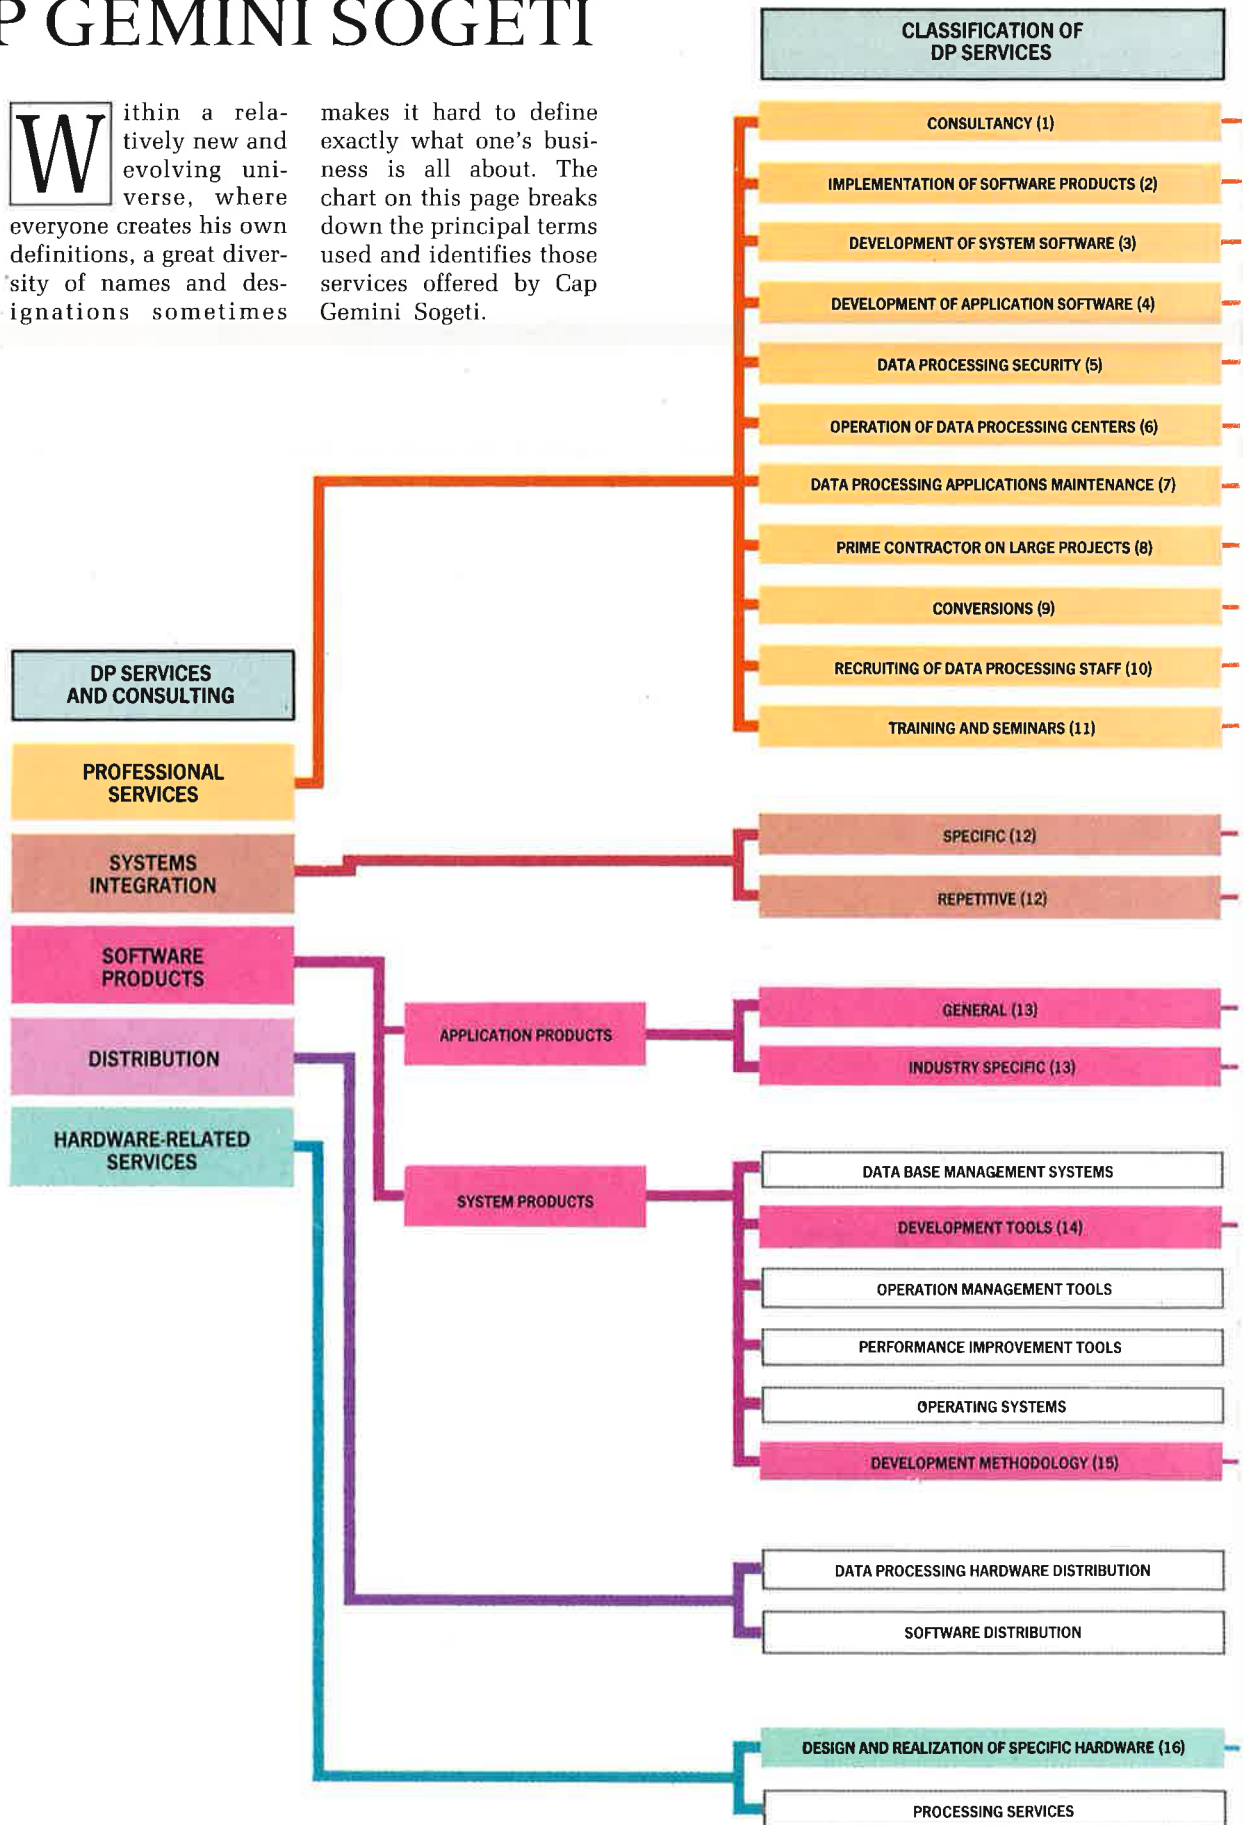 P GEMINI SOGETI
Within a rela-
tively new and
evolving uni-
verse, where
everyone creates his own
definitions, a great diver-
sity of names and des-
ignations sometimes
makes it hard to define
exactly what one's busi-
ness is all about. The
chart on this page breaks
down the principal terms
used and identifies those
services offered by Cap
Gemini Sogeti.
CLASSIFICATION OF
DP SERVICES
CONSULTANCY (1)
IMPLEMENTATION OF SOFTWARE PRODUCTS (2)
DEVELOPMENT OF SYSTEM SOFTWARE (3)
DEVELOPMENT OF APPLICATION SOFTWARE (4)
DATA PROCESSING SECURITY (5)
OPERATION OF DATA PROCESSING CENTERS (6)
DATA PROCESSING APPLICATIONS MAINTENANCE (7)
PRIME CONTRACTOR ON LARGE PROJECTS (8)
CONVERSIONS (9)
RECRUITING OF DATA PROCESSING STAFF (10)
TRAINING AND SEMINARS (11)
DP SERVICES
AND CONSULTING
PROFESSIONAL
SERVICES
SYSTEMS
INTEGRATION
SOFTWARE
PRODUCTS
DISTRIBUTION
HARDWARE-RELATED
SERVICES
SPECIFIC (12)
REPETITIVE (12)
APPLICATION PRODUCTS
GENERAL (13)
INDUSTRY SPECIFIC (13)
SYSTEM PRODUCTS
DATA BASE MANAGEMENT SYSTEMS
DEVELOPMENT TOOLS (14)
OPERATION MANAGEMENT TOOLS
PERFORMANCE IMPROVEMENT TOOLS
OPERATING SYSTEMS
DEVELOPMENT METHODOLOGY (15)
DATA PROCESSING HARDWARE DISTRIBUTION
SOFTWARE DISTRIBUTION
DESIGN AND REALIZATION OF SPECIFIC HARDWARE (16)
PROCESSING SERVICES